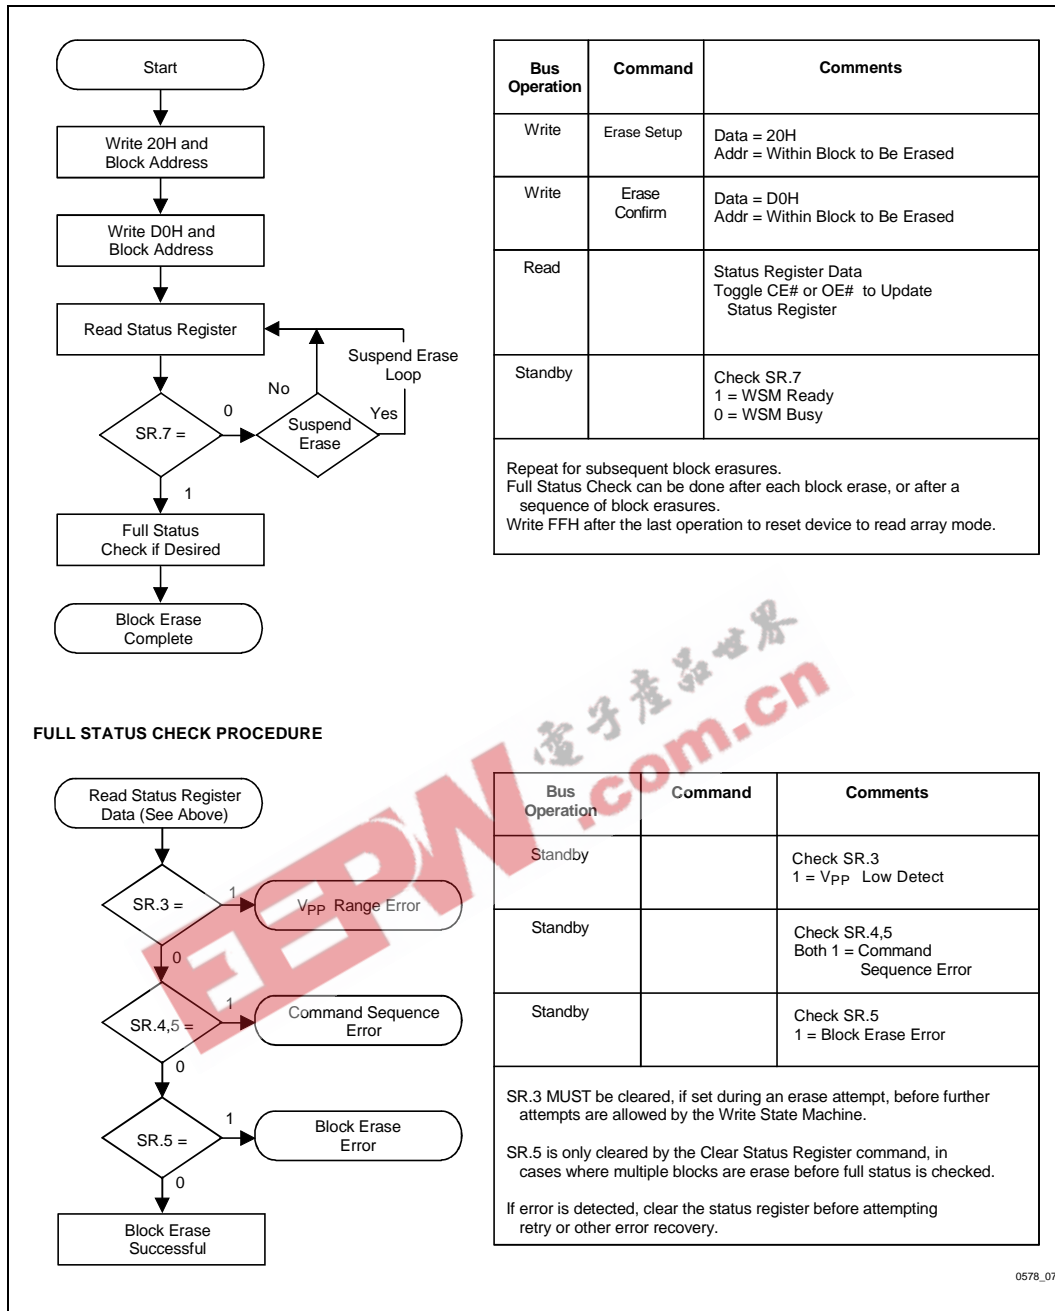 Start
Write 20H and
Block Address
Write D0H and
Block Address
Read Status Register
Suspend Erase
Loop
No
0
Yes
SR.7 =
Suspend
Erase
1
Full Status
Check if Desired
Block Erase
Complete
Bus
Operation
Command
Comments
Write
Erase Setup
Data = 20H
Addr = Within Block to Be Erased
Write
Erase
Confirm
Data = D0H
Addr = Within Block to Be Erased
Read
Status Register Data
Toggle CE# or OE# to Update
Status Register
Standby
Check SR.7
1 = WSM Ready
0 = WSM Busy
Repeat for subsequent block erasures.
Full Status Check can be done after each block erase, or after a
sequence of block erasures.
Write FFH after the last operation to reset device to read array mode.
電子產品世界
EEPW.com.cn
FULL STATUS CHECK PROCEDURE
Read Status Register
Data (See Above)
SR.3 =
1
VPP Range Error
0
SR.4,5 =
1
Command Sequence
Error
0
SR.5 =
1
Block Erase
Error
0
Block Erase
Successful
Bus
Operation
Command
Comments
Standby
Check SR.3
1 = VPP Low Detect
Standby
Check SR.4,5
Both 1 = Command
Sequence Error
Standby
Check SR.5
1 = Block Erase Error
SR.3 MUST be cleared, if set during an erase attempt, before further
attempts are allowed by the Write State Machine.
SR.5 is only cleared by the Clear Status Register command, in
cases where multiple blocks are erase before full status is checked.
If error is detected, clear the status register before attempting
retry or other error recovery.
0578_07